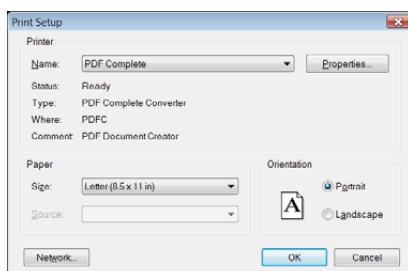 Print Setup
Printer
Name: PDF Complete Properties...
Status: Ready
Type: PDF Complete Converter
Where: PDFC
Comment: PDF Document Creator
Paper
Size: Letter (8.5 x 11 in)
Source:
Orientation
A
Portrait
Landscape
Network... OK Cancel